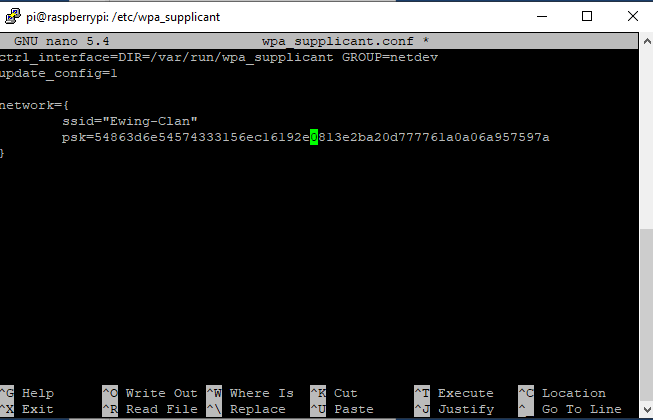 pi@raspberrypi: /etc/wpa_supplicant
GNU nano 5.4 wpa_supplicant.conf *
ctrl_interface=DIR=/var/run/wpa_supplicant GROUP=netdev
update_config=1
network={
ssid="Ewing-Clan"
psk=54863d6e54574333156ec16192e0813e2ba20d777761a0a06a957597a
}
^G Help ^O Write Out ^W Where Is ^K Cut ^T Execute ^C Location
^X Exit ^R Read File ^\ Replace ^U Paste ^J Justify ^_ Go To Line